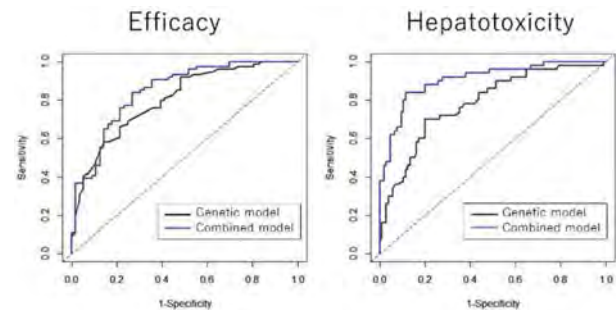 Efficacy
Hepatotoxicity
1.0
0.8
0.6
0.4
0.2
0.0
Sensitivity
Genetic model
Combined model
0.0 0.2 0.4 0.6 0.8 1.0
1-Specificity
1.0
0.8
0.6
0.4
0.2
0.0
Sensitivity
Genetic model
Combined model
0.0 0.2 0.4 0.6 0.8 1.0
1-Specificity